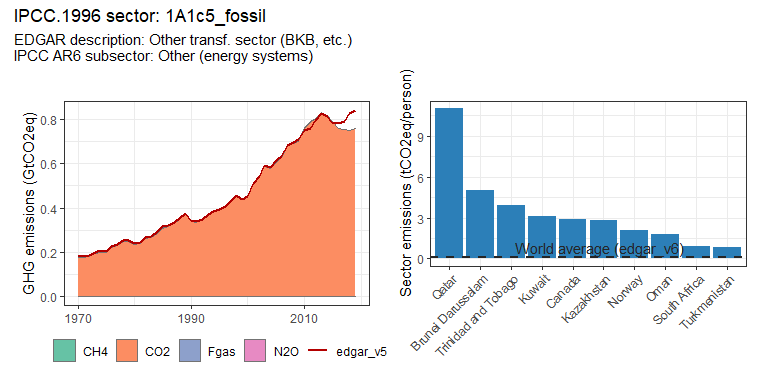 IPCC.1996 sector: 1A1c5_fossil
EDGAR description: Other transf. sector (BKB, etc.)
IPCC AR6 subsector: Other (energy systems)
GHG emissions (GtCO2eq)
0.8
0.6
0.4
0.2
0.0
1970
1990
2010
CH4
CO2
Fgas
N2O
edgar_v5
Sector emissions (tCO2eq/person)
9
6
3
0
World average (edgar_v6)
Qatar
Brunei Darussalam
Trinidad and Tobago
Kuwait
Canada
Kazakhstan
Norway
Oman
South Africa
Turkmenistan